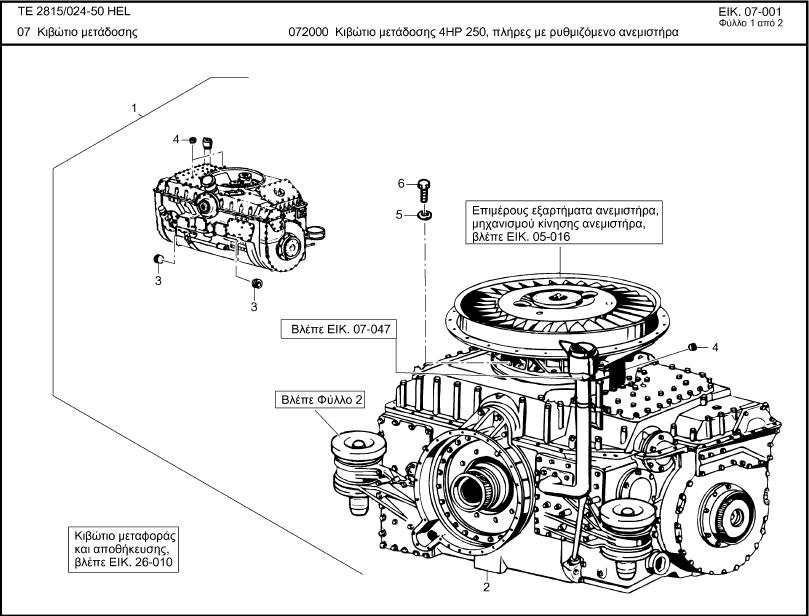 TE 2815/024-50 HEL
ΕΙΚ. 07-001
Φύλλο 1 από 2
07 Κιβώτιο μετάδοσης
072000 Κιβώτιο μετάδοσης 4HP 250, πλήρες με ρυθμιζόμενο ανεμιστήρα
1
4
3
3
6
5
Επιμέρους εξαρτήματα ανεμιστήρα,
μηχανισμού κίνησης ανεμιστήρα,
βλέπε ΕΙΚ. 05-016
Βλέπε ΕΙΚ. 07-047
4
Βλέπε Φύλλο 2
Κιβώτιο μεταφοράς
και αποθήκευσης,
βλέπε ΕΙΚ. 26-010
2